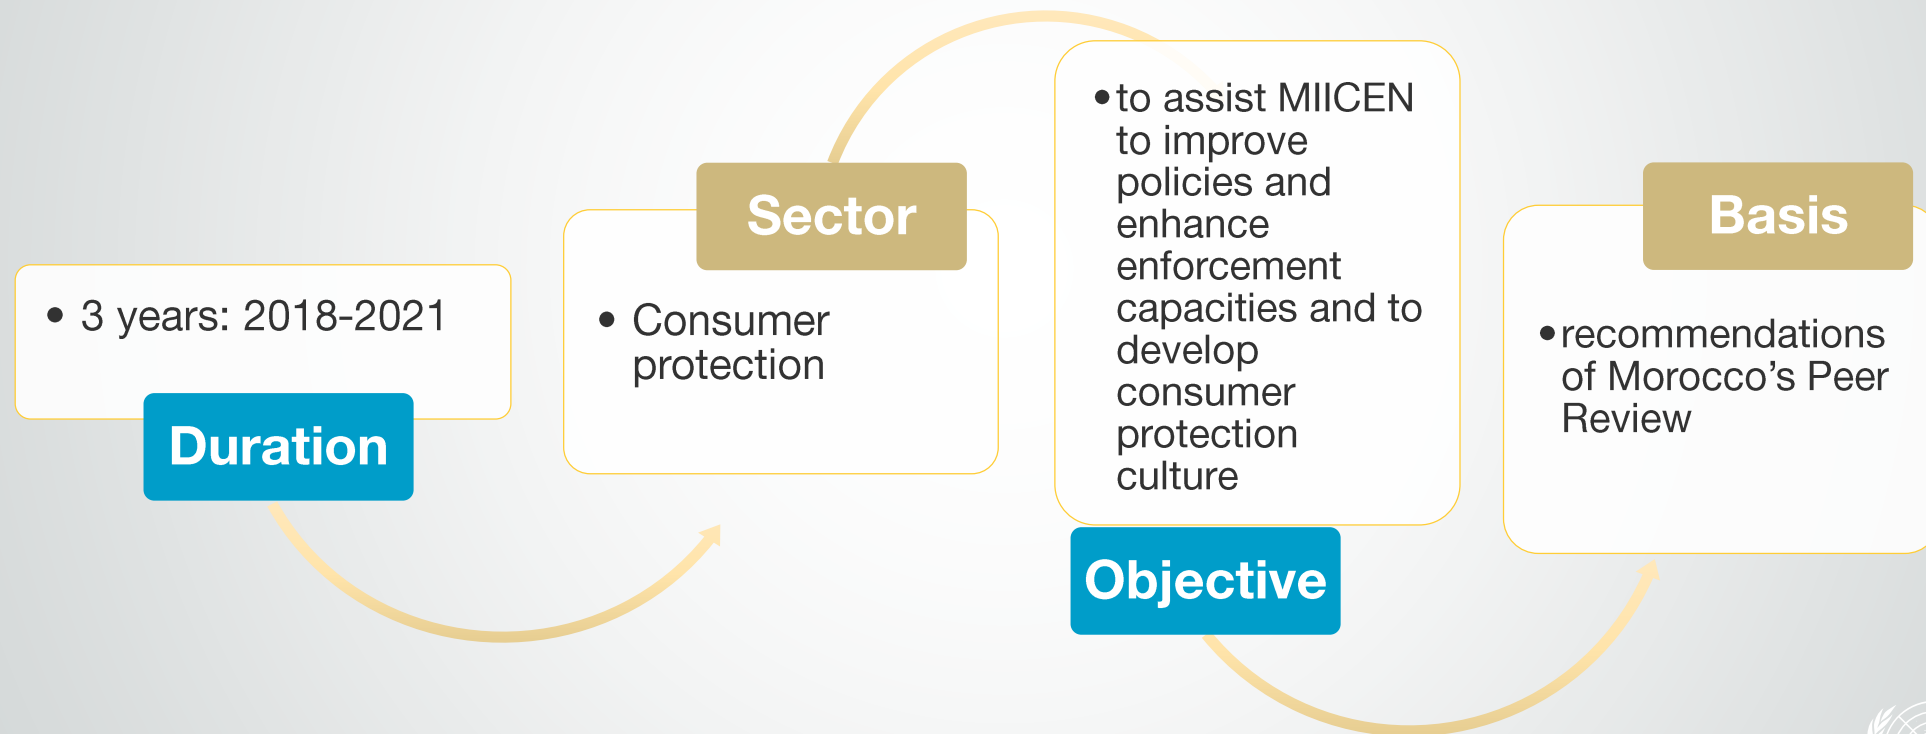 • 3 years: 2018-2021
Duration
Sector
• Consumer
protection
• to assist MIICEN
to improve
policies and
enhance
enforcement
capacities and to
develop
consumer
protection
culture
Objective
Basis
• recommendations
of Morocco’s Peer
Review